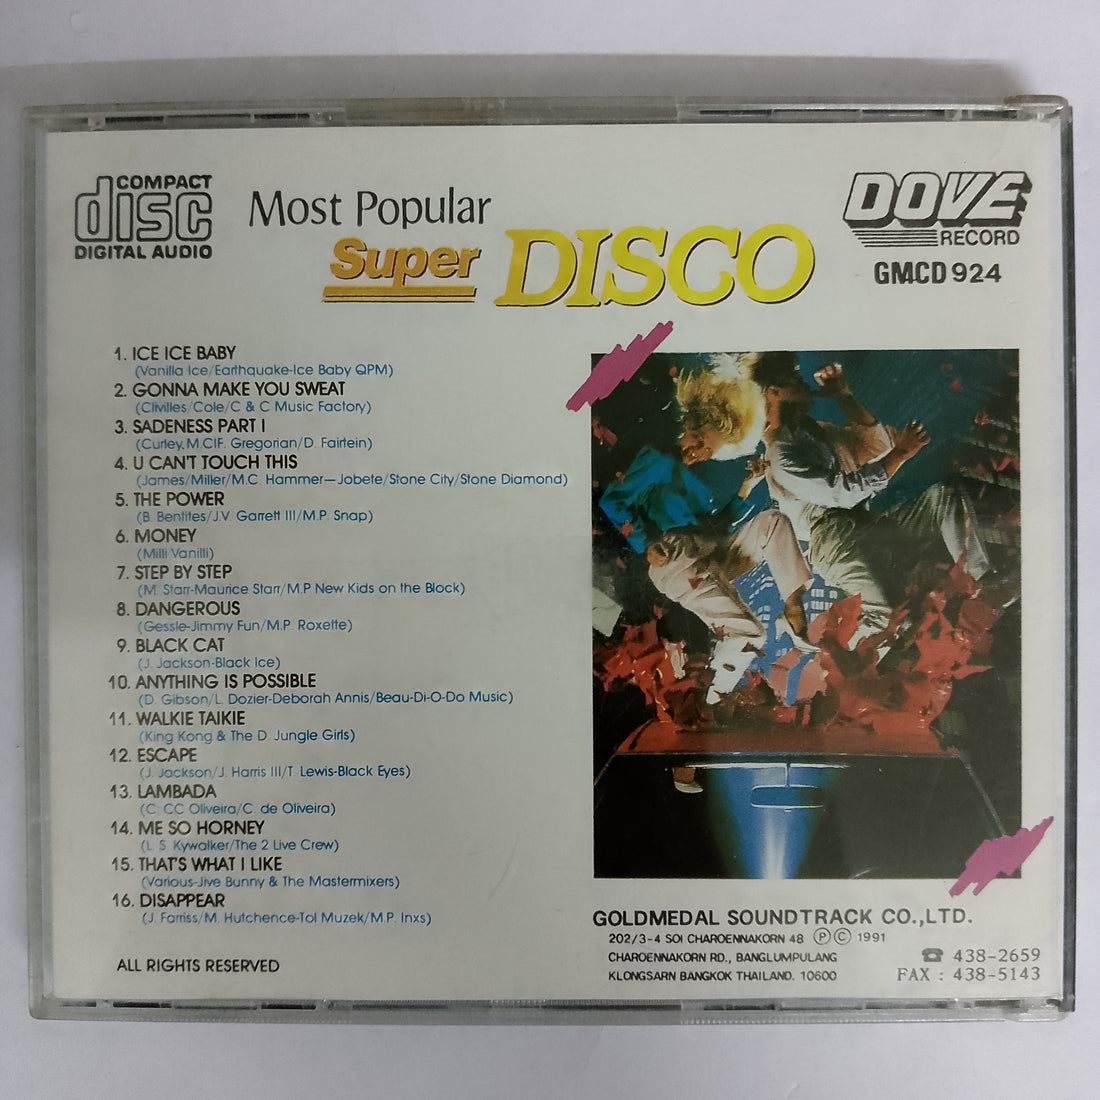 COMPACT
disc
DIGITAL AUDIO
Most Popular
Super DISCO
DOVE
RECORD
GMCD 924
1. ICE ICE BABY
(Vanilla Ice/Earthquake-Ice Baby QPM)
2. GONNA MAKE YOU SWEAT
(Clivilles/Cole/C & C Music Factory)
3. SADENESS PART I
(Curley, M.CIF. Gregorian/D. Fairtein)
4. U CAN'T TOUCH THIS
(James/Miller/M.C. Hammer—Jobete/Stone City/Stone Diamond)
5. THE POWER
(B. Bentites/J.V. Garrett III/M.P. Snap)
6. MONEY
(Milli Vanilli)
7. STEP BY STEP
(M. Starr-Maurice Starr/M.P New Kids on the Block)
8. DANGEROUS
(Gessle-Jimmy Fun/M.P. Roxette)
9. BLACK CAT
(J. Jackson-Black Ice)
10. ANYTHING IS POSSIBLE
(D. Gibson/L. Dozier-Deborah Annis/Beau-Di-O-Do Music)
11. WALKIE TAIKIE
(King Kong & The D. Jungle Girls)
12. ESCAPE
(J. Jackson/J. Harris III/T. Lewis-Black Eyes)
13. LAMBADA
(C. CC Oliveira/C. de Oliveira)
14. ME SO HORNEY
(L. S. Kywalker/The 2 Live Crew)
15. THAT'S WHAT I LIKE
(Various-Jive Bunny & The Mastermixers)
16. DISAPPEAR
(J. Farriss/M. Hutchence-Tol Muzek/M.P. Inxs)
ALL RIGHTS RESERVED
GOLDMEDAL SOUNDTRACK CO.,LTD.
202/3-4 SOI CHAROENNAKORN 48 ℗© 1991
CHAROENNAKORN RD., BANGLUMPULANG
KLONGSARN BANGKOK THAILAND. 10600
☎ 438-2659
FAX : 438-5143